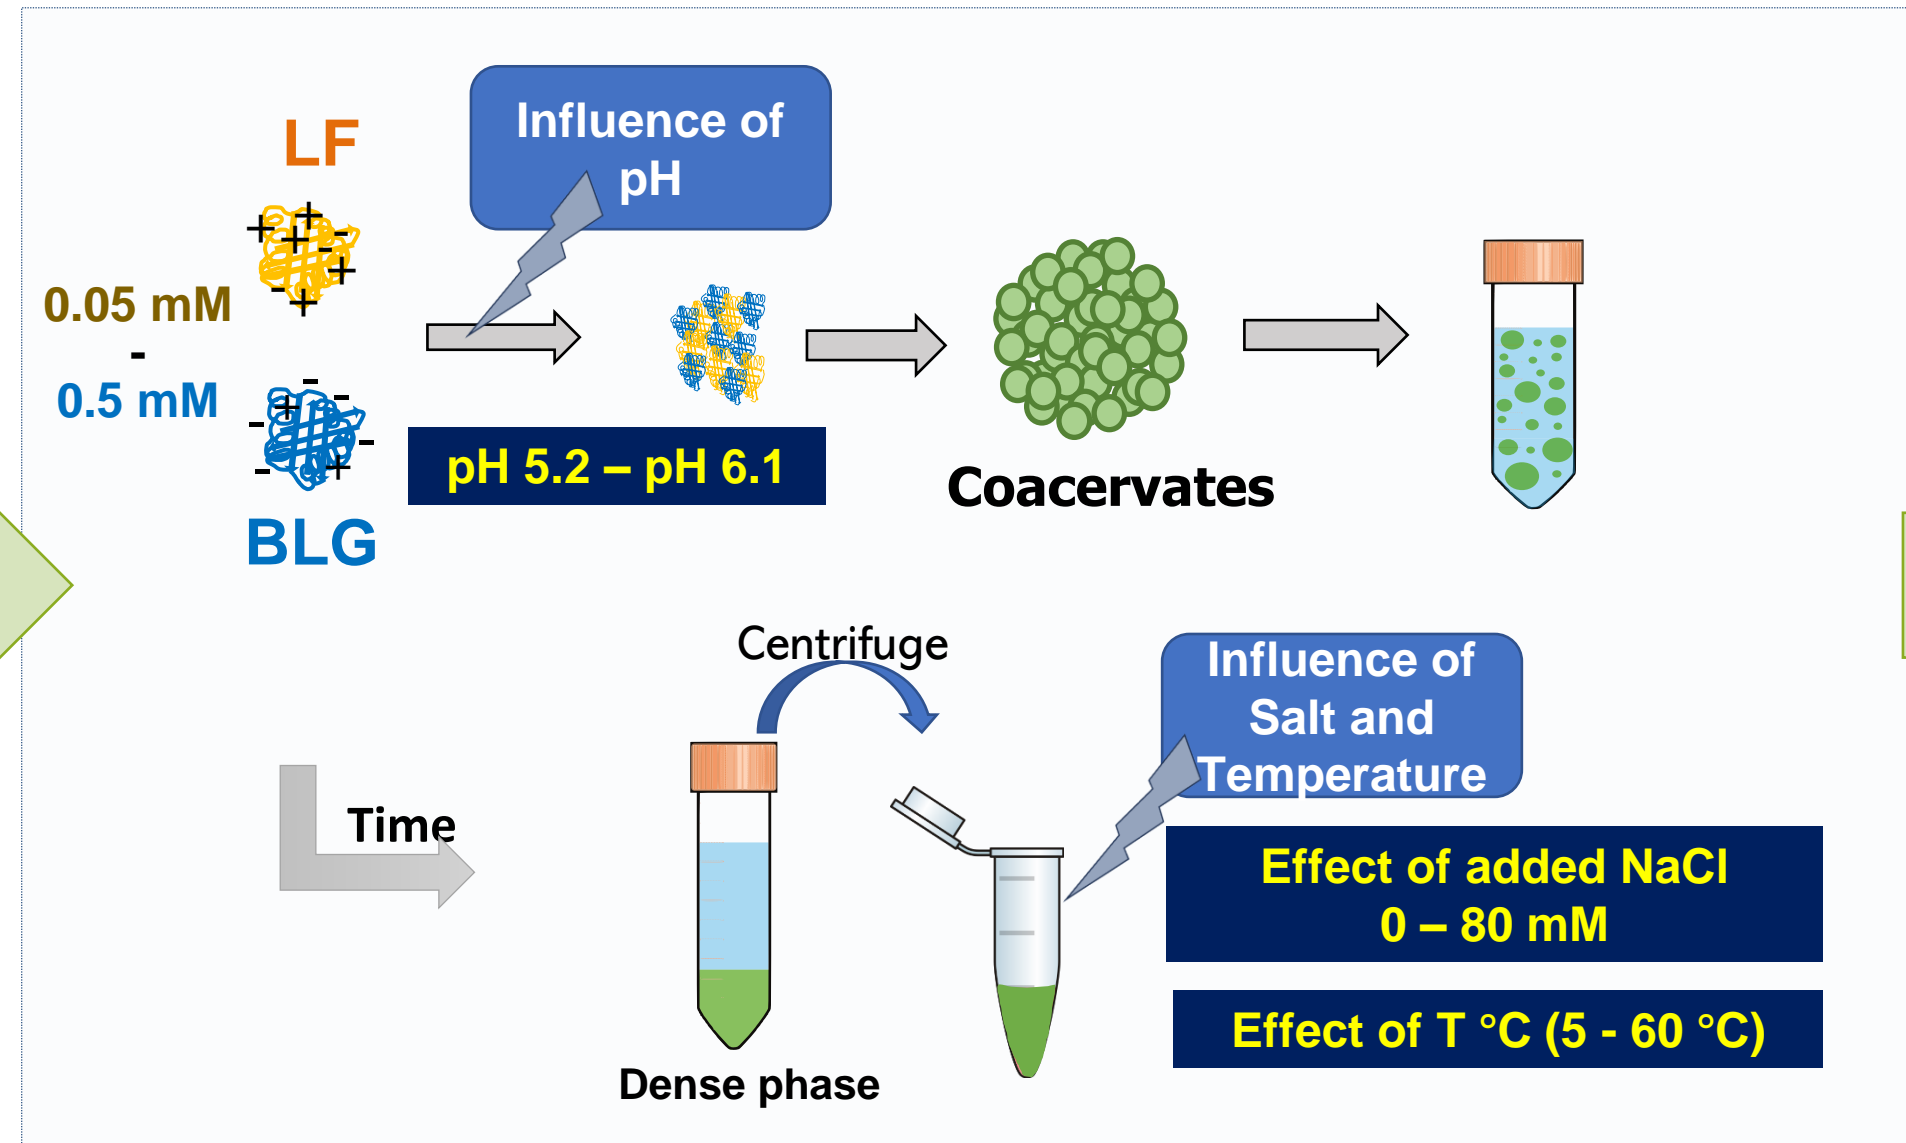 LF
Influence of
pH
0.05 mM
-
0.5 mM
pH 5.2 – pH 6.1
BLG
Coacervates
Centrifuge
Influence of
Salt and
Temperature
Time
Effect of added NaCl
0 – 80 mM
Effect of T °C (5 - 60 °C)
Dense phase